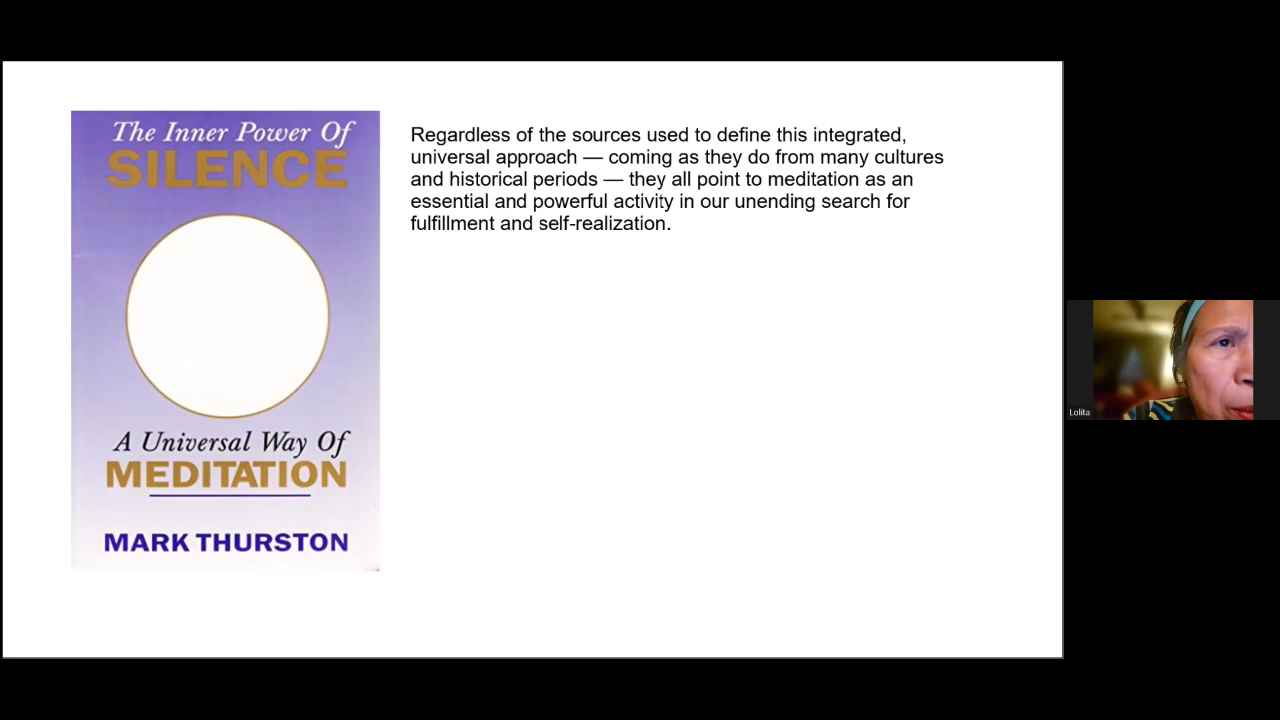 The Inner Power Of
SILENCE
A Universal Way Of
MEDITATION
MARK THURSTON
Regardless of the sources used to define this integrated,
universal approach — coming as they do from many cultures
and historical periods — they all point to meditation as an
essential and powerful activity in our unending search for
fulfillment and self-realization.
Lolita